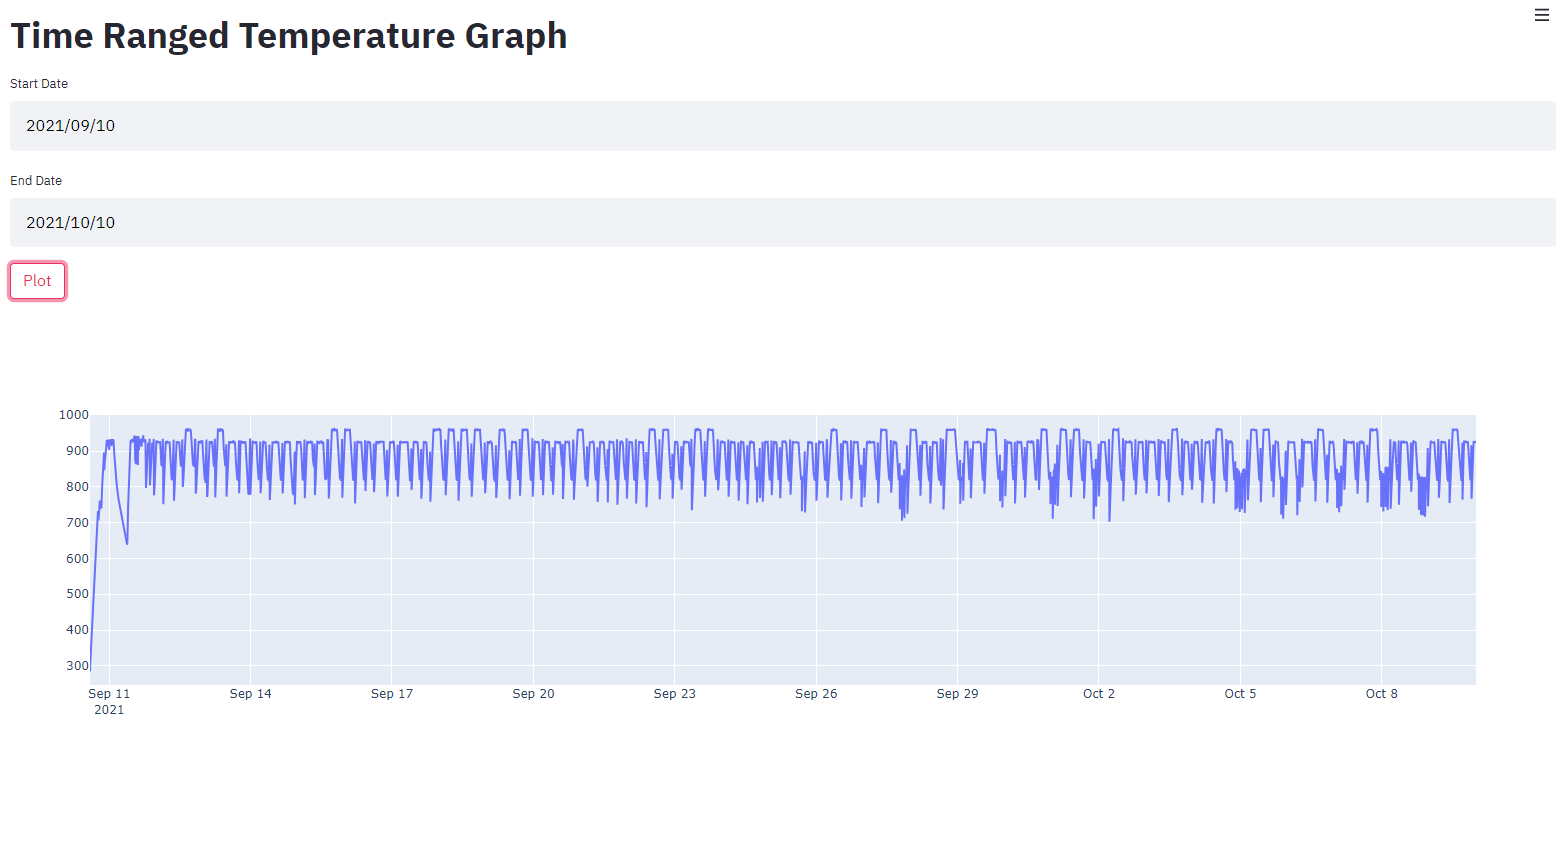 Time Ranged Temperature Graph
Start Date
2021/09/10
End Date
2021/10/10
Plot
1000
900
800
700
600
500
400
300
Sep 11 Sep 14 Sep 17 Sep 20 Sep 23 Sep 26 Sep 29 Oct 2 Oct 5 Oct 8
2021